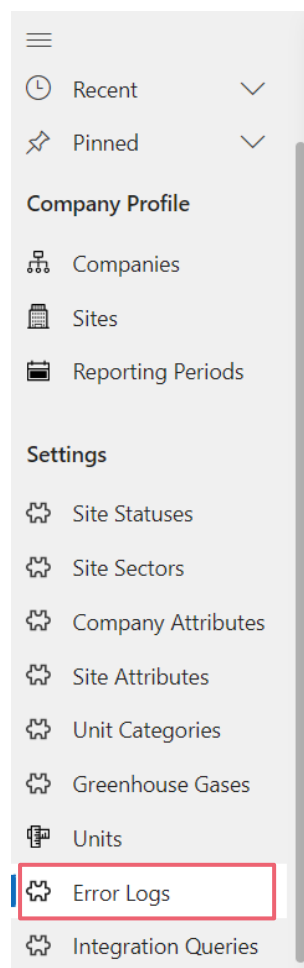 Recent
Pinned
Company Profile
Companies
Sites
Reporting Periods
Settings
Site Statuses
Site Sectors
Company Attributes
Site Attributes
Unit Categories
Greenhouse Gases
Units
Error Logs
Integration Queries